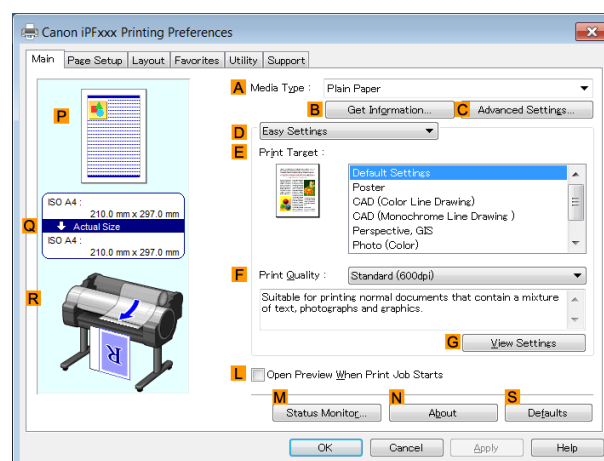 Canon iPFxxx Printing Preferences
Main Page Setup Layout Favorites Utility Support
A Media Type : Plain Paper
B Get Information... C Advanced Settings...
D Easy Settings
E Print Target :
Default Settings
Poster
CAD (Color Line Drawing)
CAD (Monochrome Line Drawing )
Perspective, GIS
Photo (Color)
F Print Quality : Standard (600dpi)
Suitable for printing normal documents that contain a mixture
of text, photographs and graphics.
G View Settings
P
ISO A4 :
210.0 mm x 297.0 mm
Q Actual Size
ISO A4 :
210.0 mm x 297.0 mm
R
R
L Open Preview When Print Job Starts
M Status Monitor... N About S Defaults
OK Cancel Apply Help